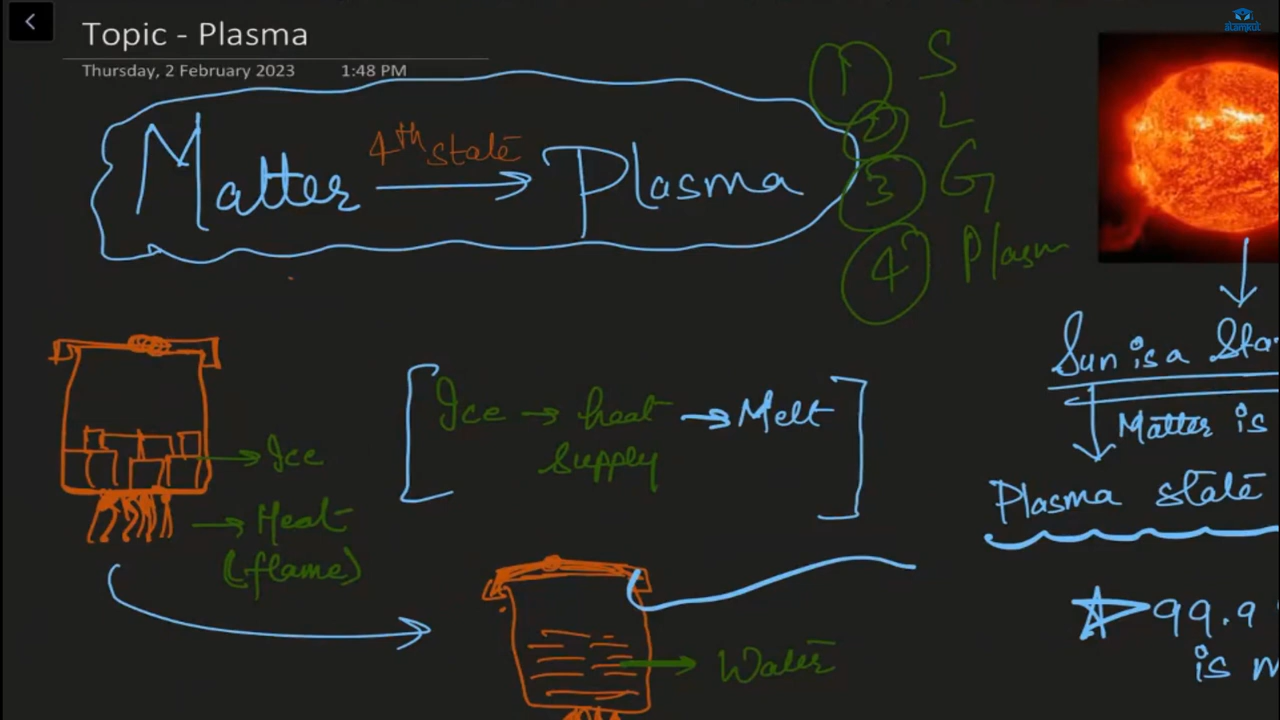 Topic - Plasma
Thursday, 2 February 2023 1:48 PM
Matter 4th state Plasma
1 S
2 L
3 G
4 Plasm
Ice → heat supply → Melt
→ Ice
→ Heat
(flame)
→ Water
Sun is a Sta
Matter is
Plasma state
99.9
is m